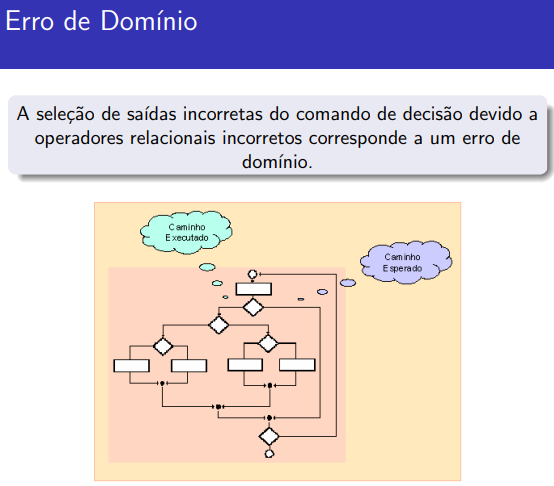 Erro de Domínio
A seleção de saídas incorretas do comando de decisão devido a
operadores relacionais incorretos corresponde a um erro de
domínio.
Caminho
Executado
Caminho
Esperado